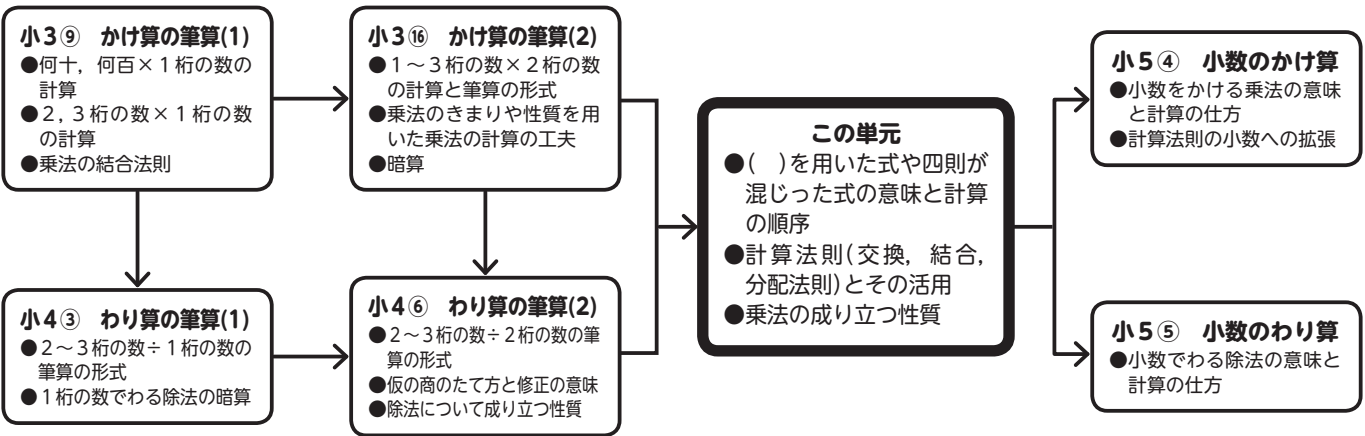 小3⑨ かけ算の筆算(1)
●何十，何百×1桁の数の
計算
●2，3桁の数×1桁の数
の計算
●乗法の結合法則
小3⑯ かけ算の筆算(2)
●1～3桁の数×2桁の数
の計算と筆算の形式
●乗法のきまりや性質を用
いた乗法の計算の工夫
●暗算
小4③ わり算の筆算(1)
●2～3桁の数÷1桁の数の
筆算の形式
●1桁の数でわる除法の暗算
小4⑥ わり算の筆算(2)
●2～3桁の数÷2桁の数の筆
算の形式
●仮の商のたて方と修正の意味
●除法について成り立つ性質
この単元
●( )を用いた式や四則が
混じった式の意味と計算
の順序
●計算法則(交換，結合，
分配法則)とその活用
●乗法の成り立つ性質
小5④ 小数のかけ算
●小数をかける乗法の意味
と計算の仕方
●計算法則の小数への拡張
小5⑤ 小数のわり算
●小数でわる除法の意味と
計算の仕方